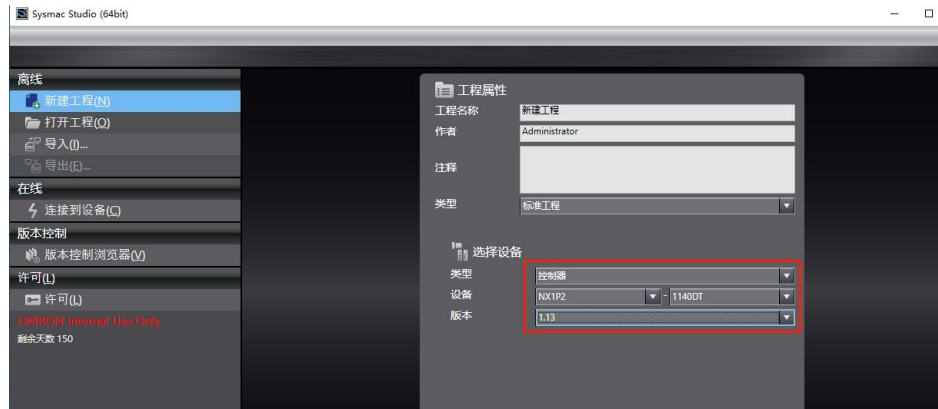 Sysmac Studio (64bit)
离线
新建工程(N)
打开工程(O)
导入(I)...
导出(E)...
在线
连接到设备(C)
版本控制
版本控制浏览器(V)
许可(L)
许可(L)
OMRON Internal Use Only
剩余天数 150
工程属性
工程名称 新建工程
作者 Administrator
注释
类型 标准工程
选择设备
类型 控制器
设备 NX1P2 - 1140DT
版本 1.13